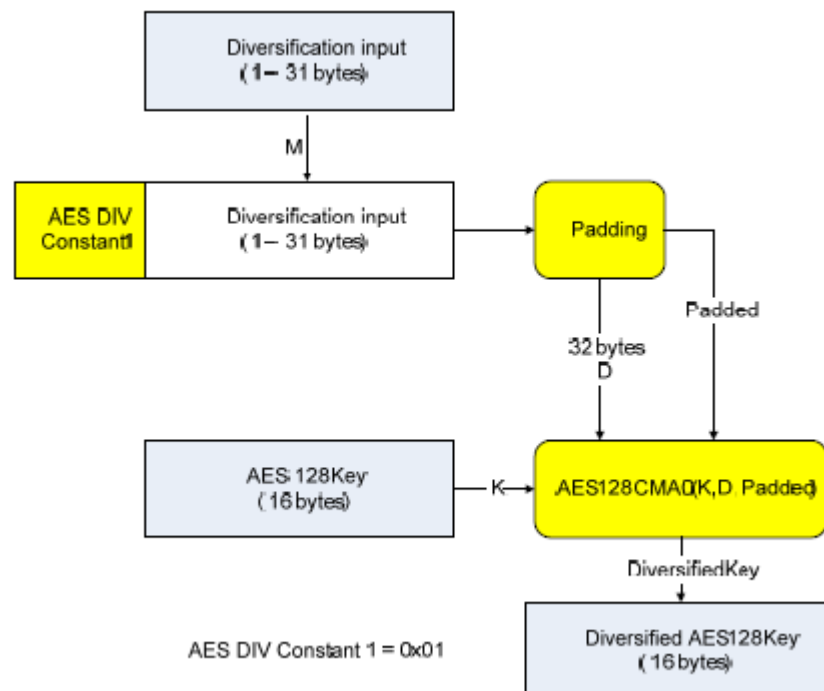 Diversification input
(1– 31 bytes)
M
AES DIV
Constant1
Diversification input
(1– 31 bytes)
Padding
32 bytes
D
Padded
AES 128Key
(16 bytes)
K
AES128CMAC(K,D, Padded)
DiversifiedKey
AES DIV Constant 1 = 0x01
Diversified AES128Key
(16 bytes)